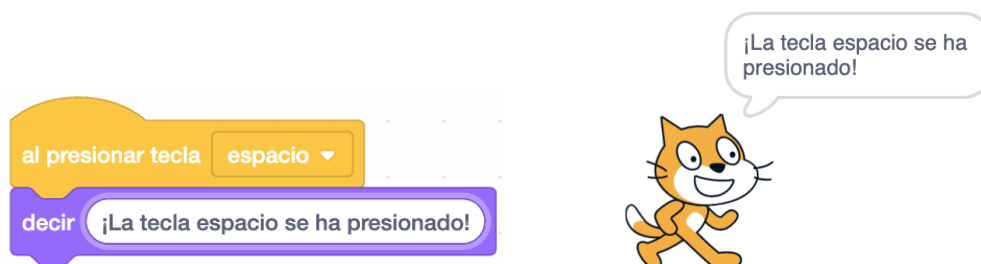 ¡La tecla espacio se ha
presionado!
al presionar tecla espacio
decir ¡La tecla espacio se ha presionado!